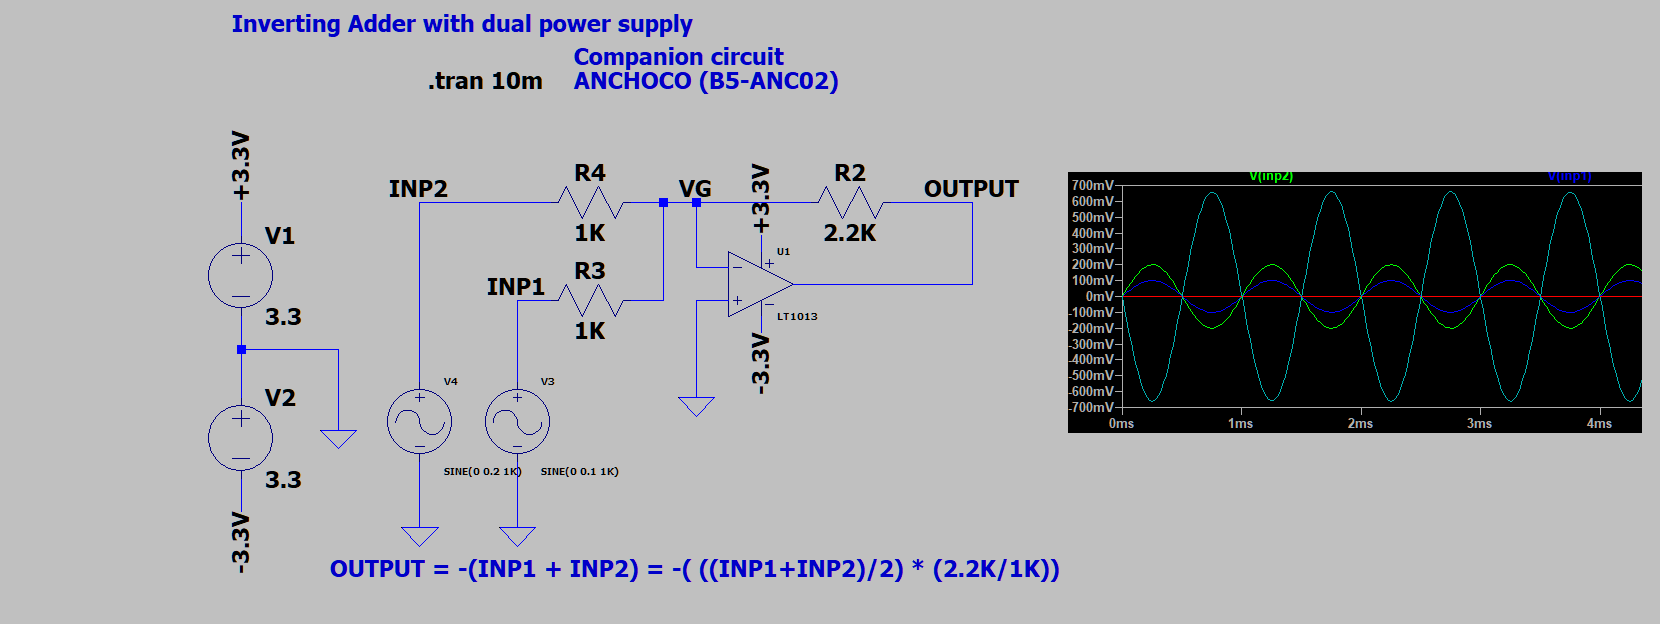 Inverting Adder with dual power supply
Companion circuit
.tran 10m
ANCHOCO (B5-ANC02)
+3.3V
V1
3.3
V2
3.3
-3.3V
INP2
R4
1K
INP1
R3
1K
VG
+3.3V
R2
2.2K
OUTPUT
U1
LT1013
-3.3V
V4
SINE(0 0.2 1K)
V3
SINE(0 0.1 1K)
OUTPUT = -(INP1 + INP2) = -( ((INP1+INP2)/2) * (2.2K/1K))
V(inp2)
V(inp1)
700mV
600mV
500mV
400mV
300mV
200mV
100mV
0mV
-100mV
-200mV
-300mV
-400mV
-500mV
-600mV
-700mV
0ms
1ms
2ms
3ms
4ms